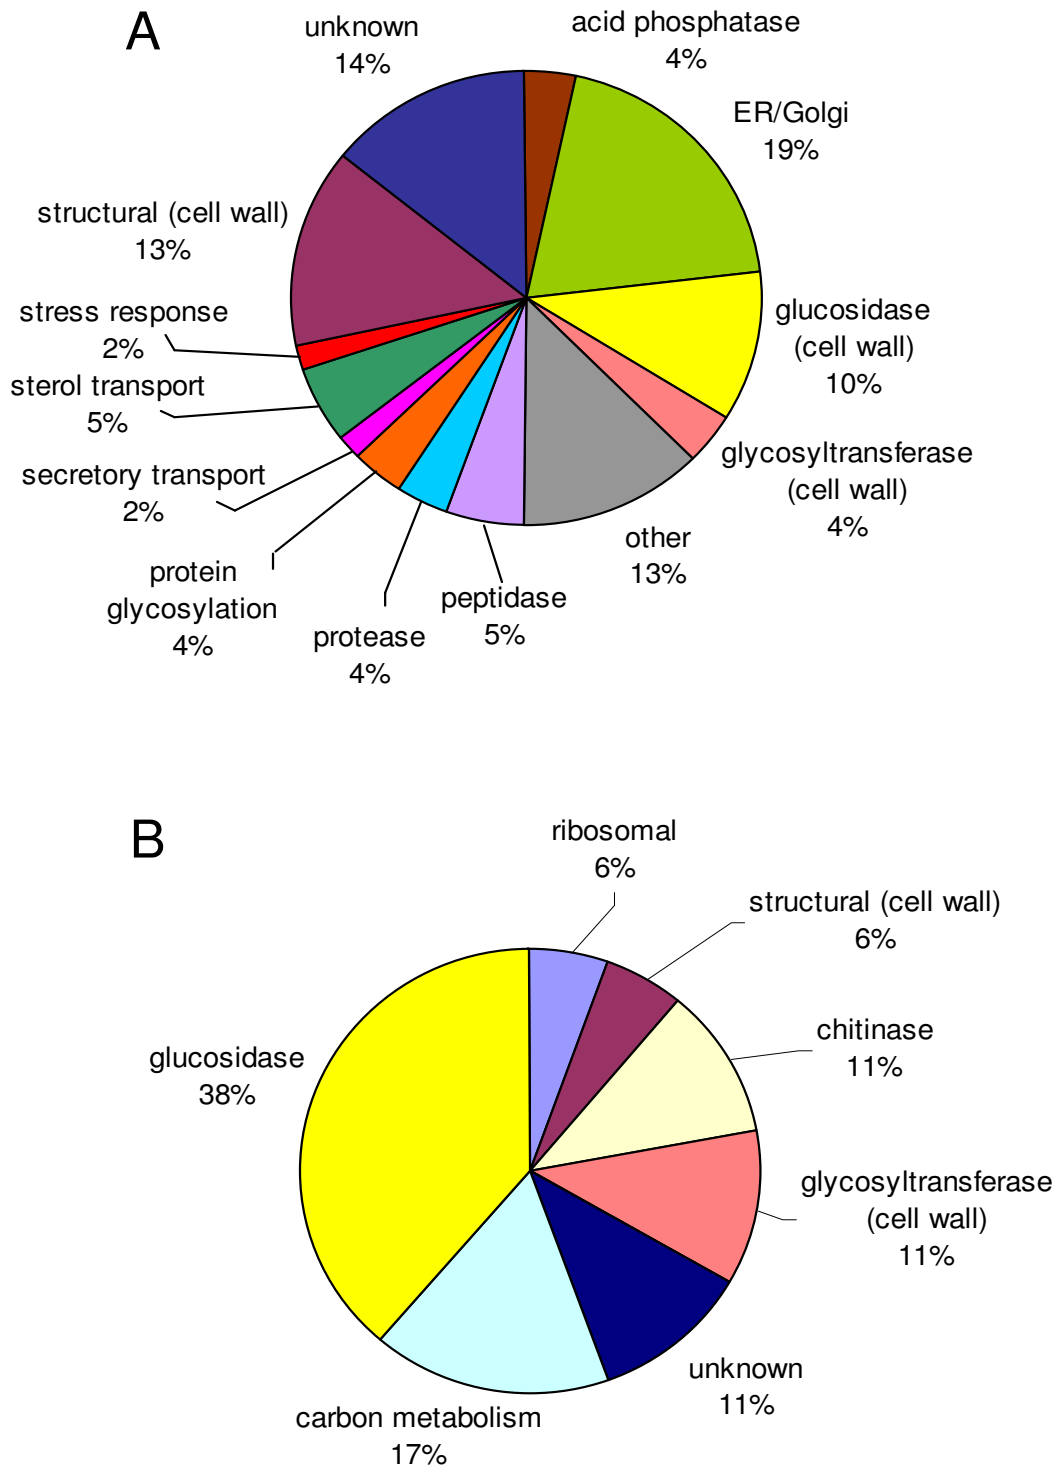 A
unknown
14%
acid phosphatase
4%
ER/Golgi
19%
structural (cell wall)
13%
stress response
2%
glucosidase
(cell wall)
10%
sterol transport
5%
secretory transport
2%
glycosyltransferase
(cell wall)
4%
other
13%
protein
glycosylation
4%
peptidase
5%
protease
4%
B
ribosomal
6%
structural (cell wall)
6%
chitinase
11%
glucosidase
38%
glycosyltransferase
(cell wall)
11%
unknown
11%
carbon metabolism
17%